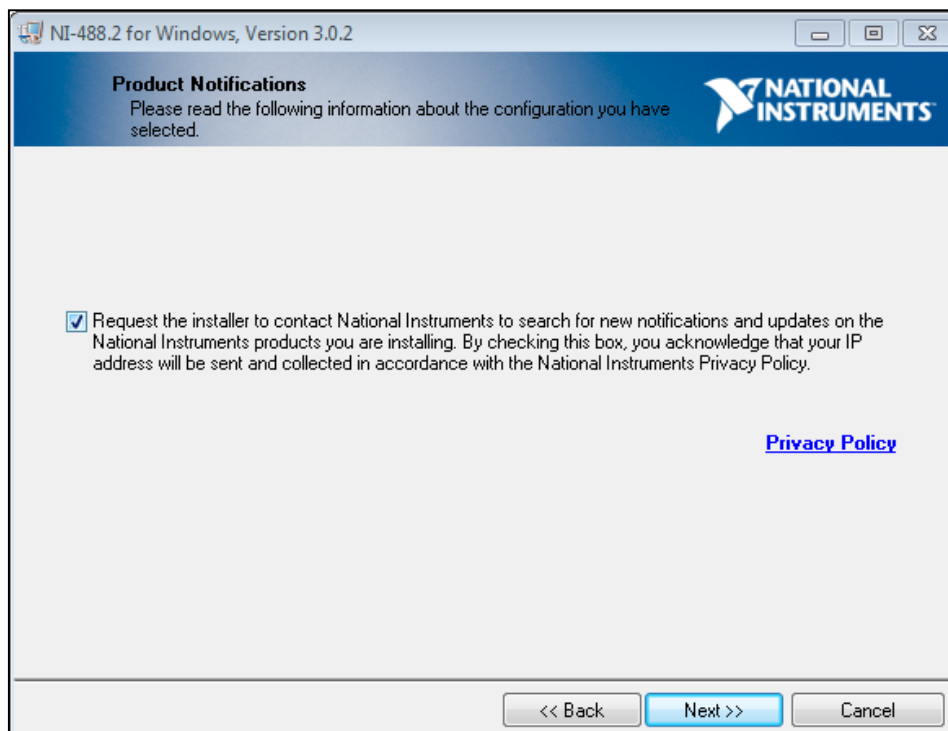 NI-488.2 for Windows, Version 3.0.2
Product Notifications
Please read the following information about the configuration you have
selected.
NATIONAL
INSTRUMENTS™
Request the installer to contact National Instruments to search for new notifications and updates on the
National Instruments products you are installing. By checking this box, you acknowledge that your IP
address will be sent and collected in accordance with the National Instruments Privacy Policy.
Privacy Policy
<< Back
Next >>
Cancel